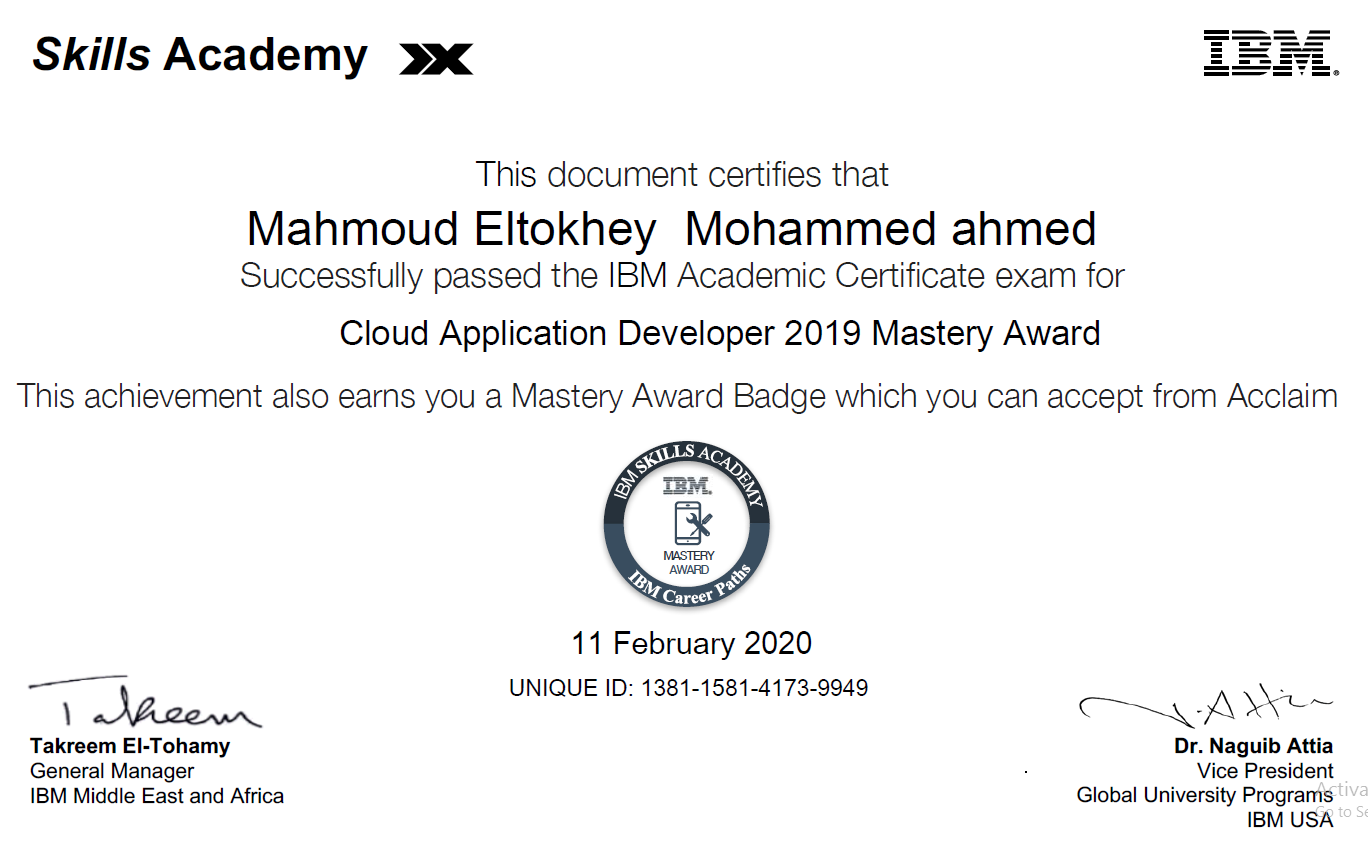 Skills Academy
IBM
This document certifies that
Mahmoud Eltokhey Mohammed ahmed
Successfully passed the IBM Academic Certificate exam for
Cloud Application Developer 2019 Mastery Award
This achievement also earns you a Mastery Award Badge which you can accept from Acclaim
IBM SKILLS ACADEMY
IBM
MASTERY
AWARD
IBM Career Paths
11 February 2020
UNIQUE ID: 1381-1581-4173-9949
Takreem
Takreem El-Tohamy
General Manager
IBM Middle East and Africa
N. Attia
Dr. Naguib Attia
Vice President
Global University Programs
IBM USA
Activa
Go to Se